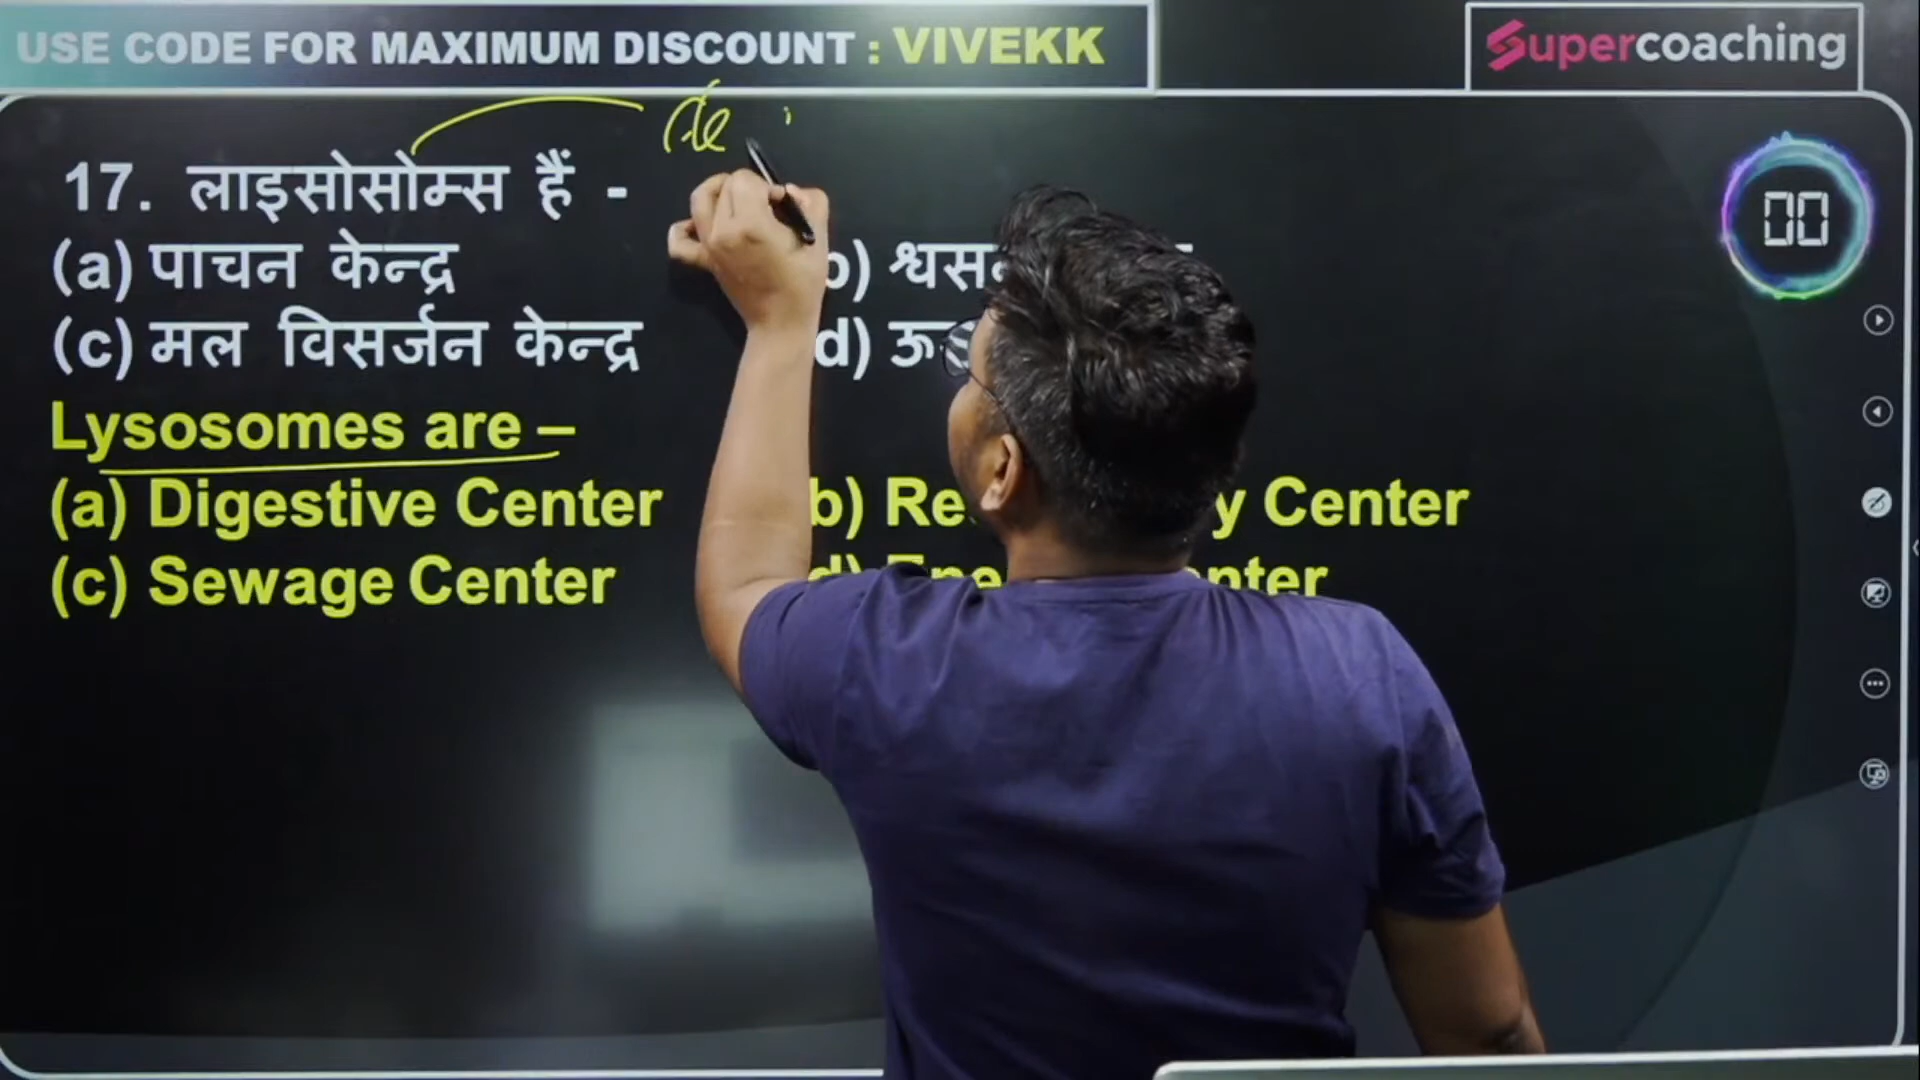 USE CODE FOR MAXIMUM DISCOUNT : VIVEKK
Supercoaching
17. लाइसोसोम्स हैं -
00
(a) पाचन केन्द्र
(c) मल विसर्जन केन्द्र
Lysosomes are –
(a) Digestive Center b) Center
(c) Sewage Center